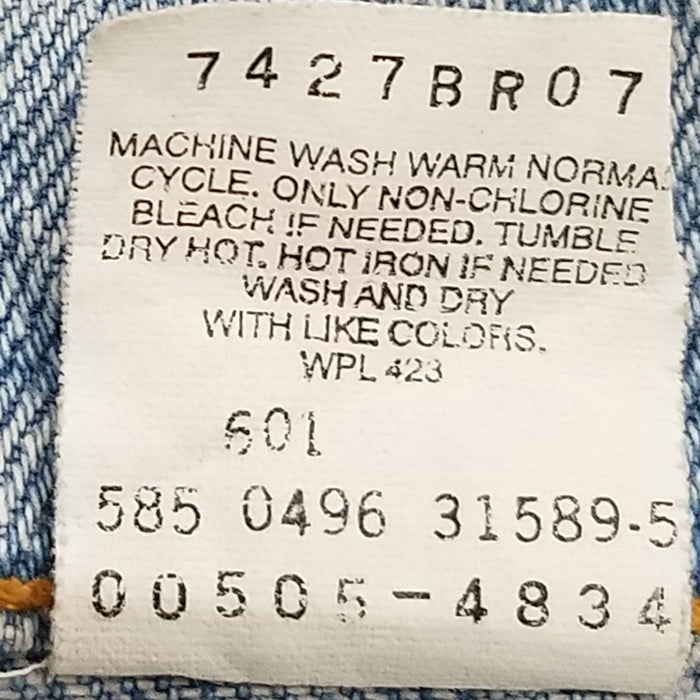 7427BR07
MACHINE WASH WARM NORMA
CYCLE. ONLY NON-CHLORINE
BLEACH IF NEEDED. TUMBLE
DRY HOT. HOT IRON IF NEEDED
WASH AND DRY
WITH LIKE COLORS.
WPL 423
601
585 0496 31589-5
00505-4834